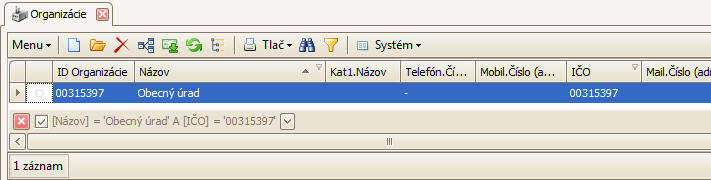 Organizácie
Menu Tlač Systém
ID Organizácie Názov Kat1.Názov Telefón.Čí... Mobil.Číslo (a... IČO Mail.Číslo (adr
00315397 Obecný úrad - 00315397
[Názov] = 'Obecný úrad' A [IČO] = '00315397'
1 záznam